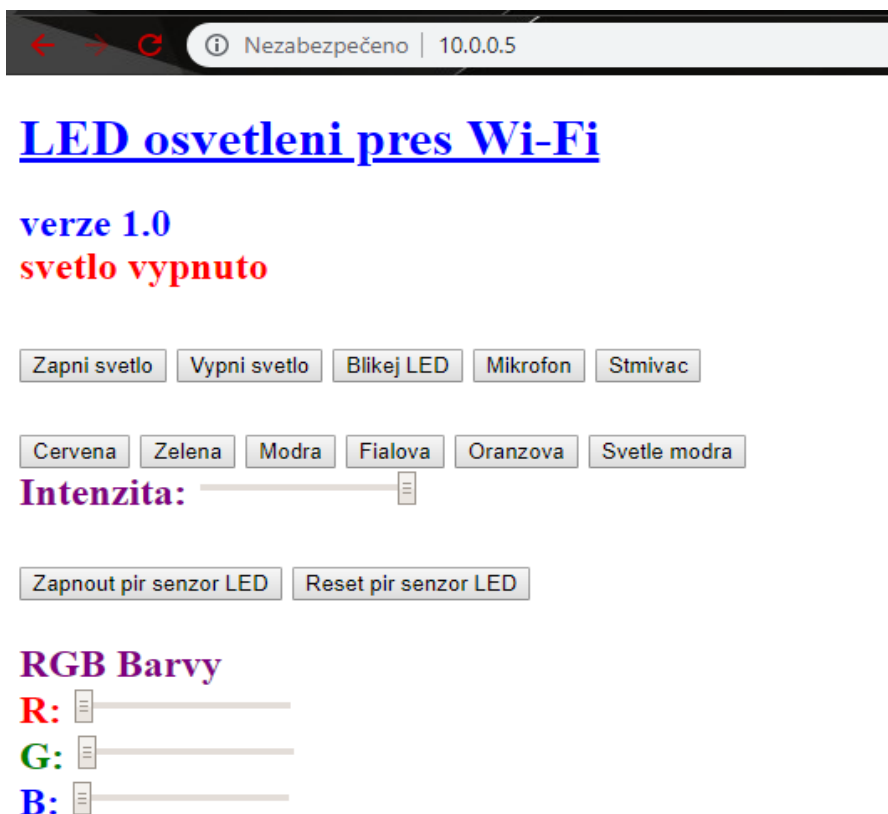 Nezabezpečeno | 10.0.0.5
LED osvetleni pres Wi-Fi
verze 1.0
svetlo vypnuto
Zapni svetlo Vypni svetlo Blikej LED Mikrofon Stmivac
Cervena Zelena Modra Fialova Oranzova Svetle modra
Intenzita:
Zapnout pir senzor LED Reset pir senzor LED
RGB Barvy
R:
G:
B: